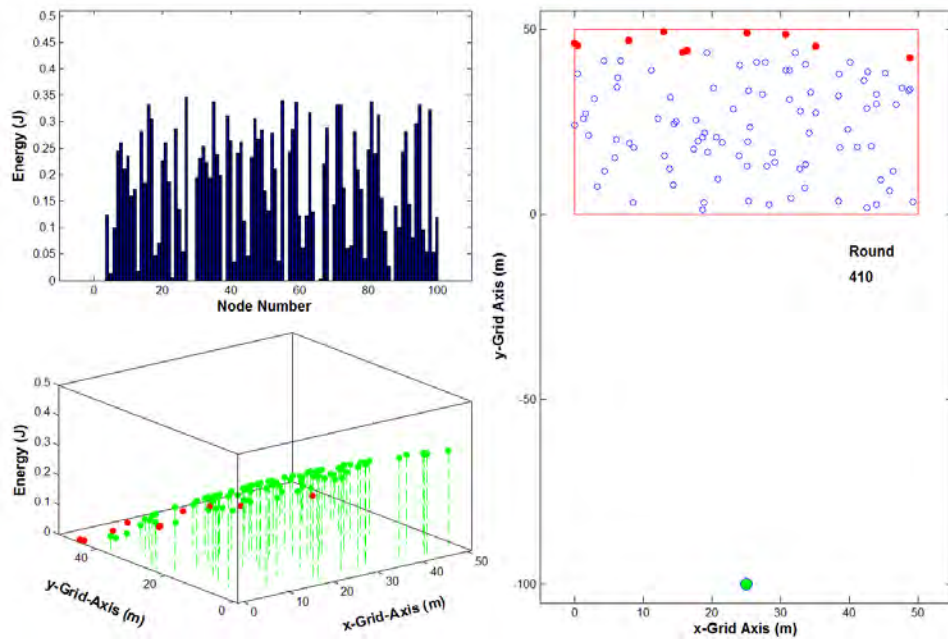 0.5
0.45
0.4
0.35
0.3
0.25
0.2
0.15
0.1
0.05
0
Energy (J)
0 20 40 60 80 100
Node Number
0.5
0.4
0.3
0.2
0.1
0
Energy (J)
40
20
0
y-Grid-Axis (m)
0 10 20 30 40 50
x-Grid-Axis (m)
50
0
-50
-100
y-Grid Axis (m)
Round
410
0 10 20 30 40 50
x-Grid Axis (m)